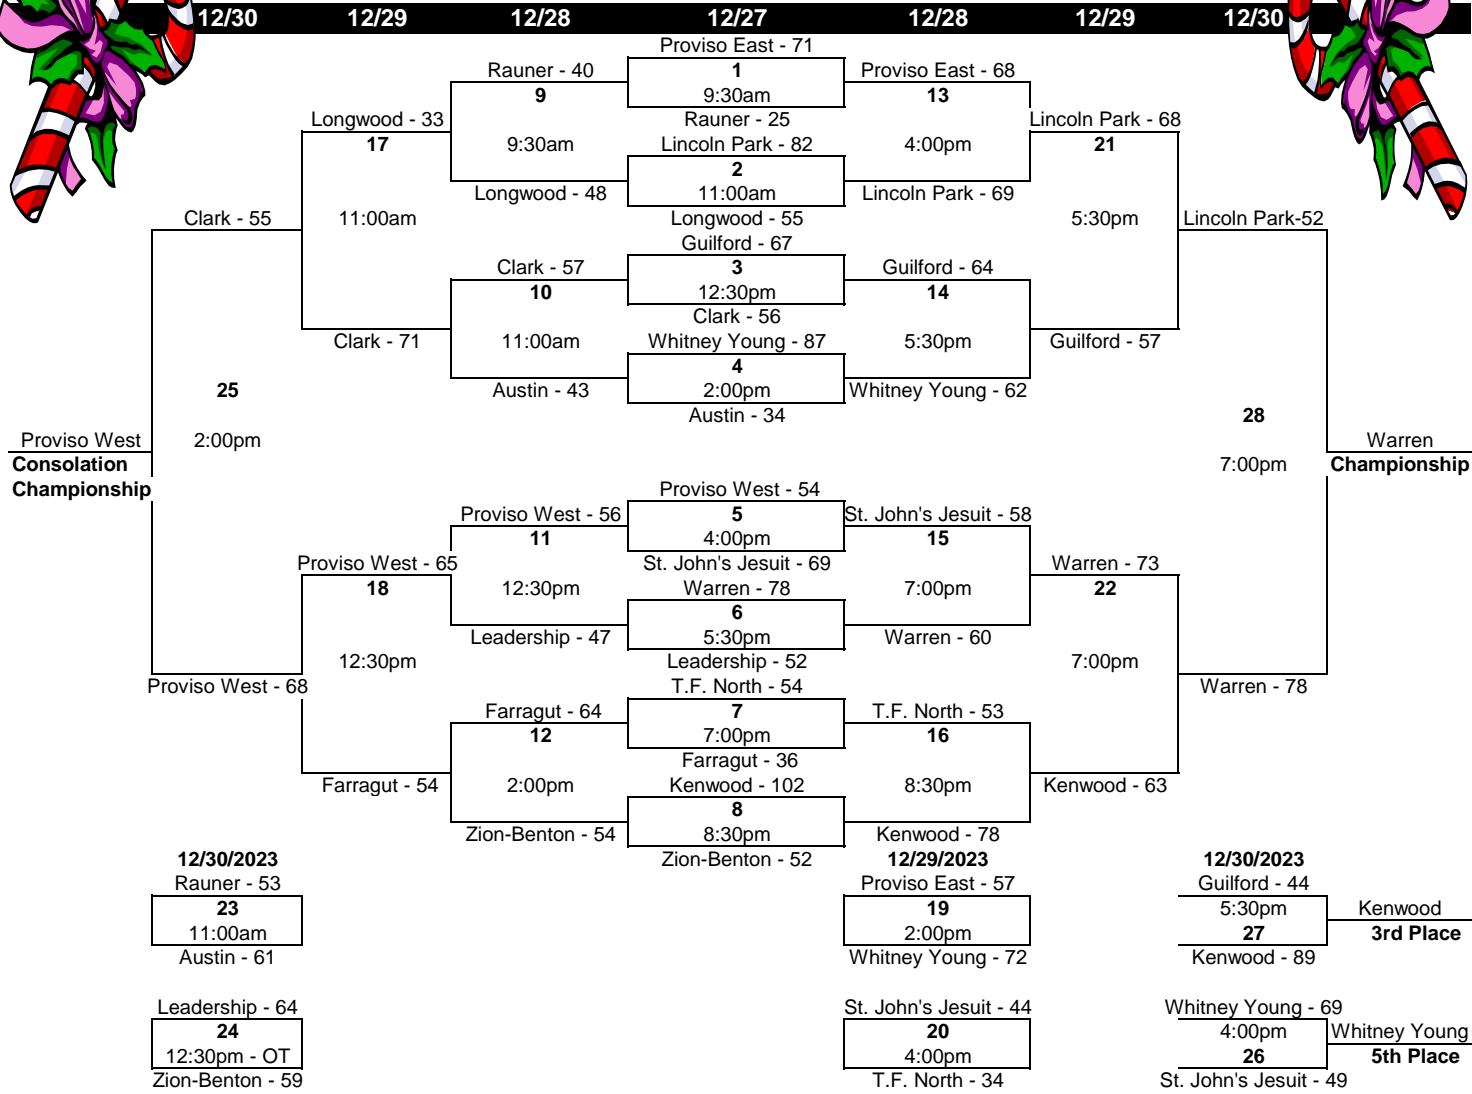 12/30 12/29 12/28 12/27 12/28 12/29 12/30
Proviso East - 71
Rauner - 40 1 Proviso East - 68
9 9:30am 13
Longwood - 33 Rauner - 25 Lincoln Park - 68
17 9:30am Lincoln Park - 82 4:00pm 21
2
Longwood - 48 11:00am Lincoln Park - 69
Clark - 55 11:00am Longwood - 55 5:30pm Lincoln Park-52
Guilford - 67
Clark - 57 3 Guilford - 64
10 12:30pm 14
Clark - 56
Clark - 71 11:00am Whitney Young - 87 5:30pm Guilford - 57
4
25 Austin - 43 2:00pm Whitney Young - 62
Austin - 34 28
Proviso West 2:00pm Warren
Consolation 7:00pm Championship
Championship Proviso West - 54
Proviso West - 56 5 St. John's Jesuit - 58
11 4:00pm 15
Proviso West - 65 St. John's Jesuit - 69 Warren - 73
18 12:30pm Warren - 78 7:00pm 22
6
Leadership - 47 5:30pm Warren - 60
12:30pm Leadership - 52 7:00pm
Proviso West - 68 T.F. North - 54 Warren - 78
Farragut - 64 7 T.F. North - 53
12 7:00pm 16
Farragut - 36
Farragut - 54 2:00pm Kenwood - 102 8:30pm Kenwood - 63
8
Zion-Benton - 54 8:30pm Kenwood - 78
12/30/2023 Zion-Benton - 52 12/29/2023 12/30/2023
Rauner - 53 Proviso East - 57 Guilford - 44
23 19 5:30pm Kenwood
11:00am 2:00pm 27 3rd Place
Austin - 61 Whitney Young - 72 Kenwood - 89
Leadership - 64 St. John's Jesuit - 44 Whitney Young - 69
24 20 4:00pm Whitney Young
12:30pm - OT 4:00pm 26 5th Place
Zion-Benton - 59 T.F. North - 34 St. John's Jesuit - 49